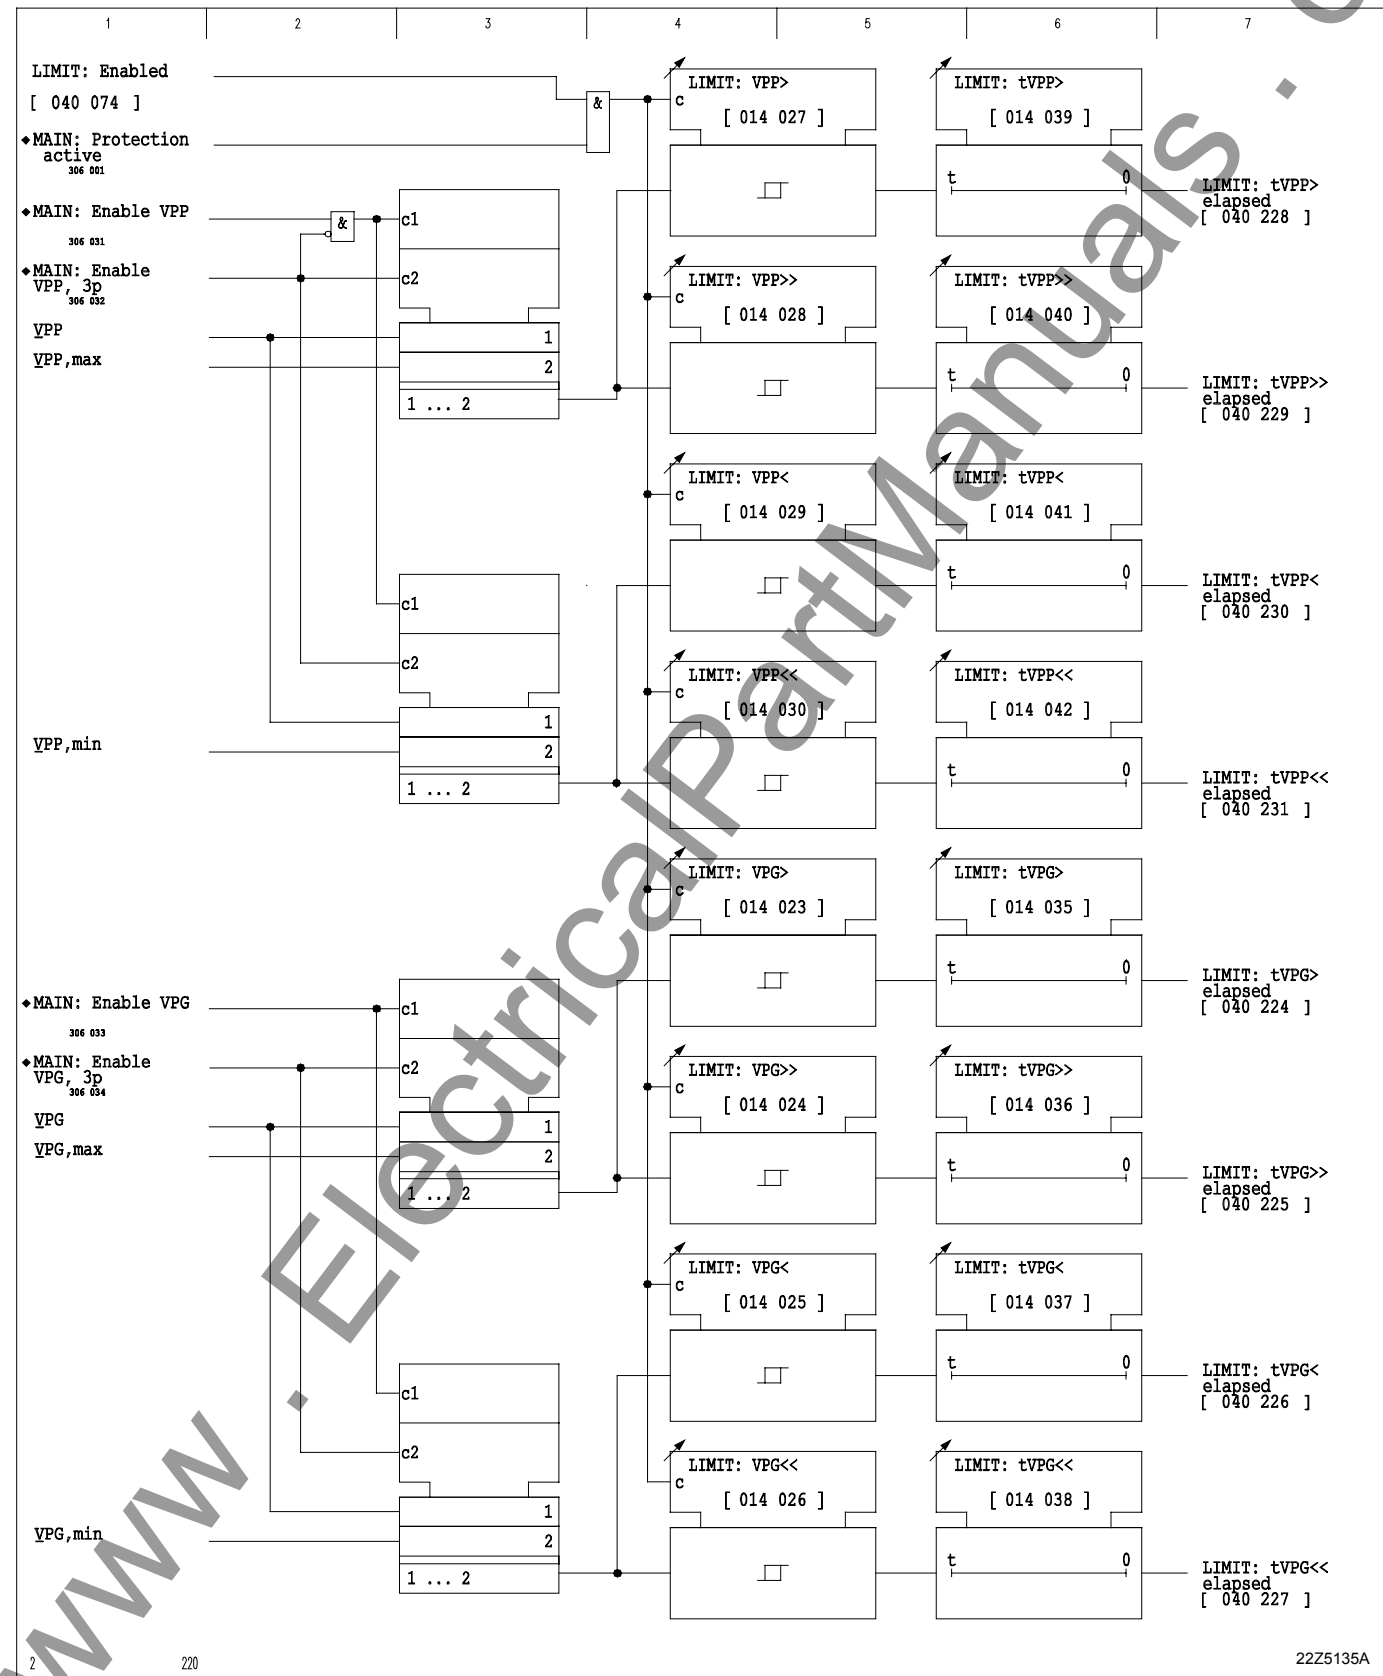 1 2 3 4 5 6 7
LIMIT: Enabled
[ 040 074 ]
◆MAIN: Protection
active
306 001
&
◆MAIN: Enable VPP
306 031
&
◆MAIN: Enable
VPP, 3p
306 032
VPP
VPP,max
c1
c2
1
2
1 ... 2
VPP,min
c1
c2
1
2
1 ... 2
◆MAIN: Enable VPG
306 033
◆MAIN: Enable
VPG, 3p
306 034
VPG
VPG,max
c1
c2
1
2
1 ... 2
VPG,min
c1
c2
1
2
1 ... 2
LIMIT: VPP>
c
[ 014 027 ]
LIMIT: tVPP>
[ 014 039 ]
t 0
LIMIT: tVPP>
elapsed
[ 040 228 ]
LIMIT: VPP>>
c
[ 014 028 ]
LIMIT: tVPP>>
[ 014 040 ]
t 0
LIMIT: tVPP>>
elapsed
[ 040 229 ]
LIMIT: VPP<
c
[ 014 029 ]
LIMIT: tVPP<
[ 014 041 ]
t 0
LIMIT: tVPP<
elapsed
[ 040 230 ]
LIMIT: VPP<<
c
[ 014 030 ]
LIMIT: tVPP<<
[ 014 042 ]
t 0
LIMIT: tVPP<<
elapsed
[ 040 231 ]
LIMIT: VPG>
c
[ 014 023 ]
LIMIT: tVPG>
[ 014 035 ]
t 0
LIMIT: tVPG>
elapsed
[ 040 224 ]
LIMIT: VPG>>
c
[ 014 024 ]
LIMIT: tVPG>>
[ 014 036 ]
t 0
LIMIT: tVPG>>
elapsed
[ 040 225 ]
LIMIT: VPG<
c
[ 014 025 ]
LIMIT: tVPG<
[ 014 037 ]
t 0
LIMIT: tVPG<
elapsed
[ 040 226 ]
LIMIT: VPG<<
c
[ 014 026 ]
LIMIT: tVPG<<
[ 014 038 ]
t 0
LIMIT: tVPG<<
elapsed
[ 040 227 ]
2 220
22Z5135A
www . ElectricalPartManuals .